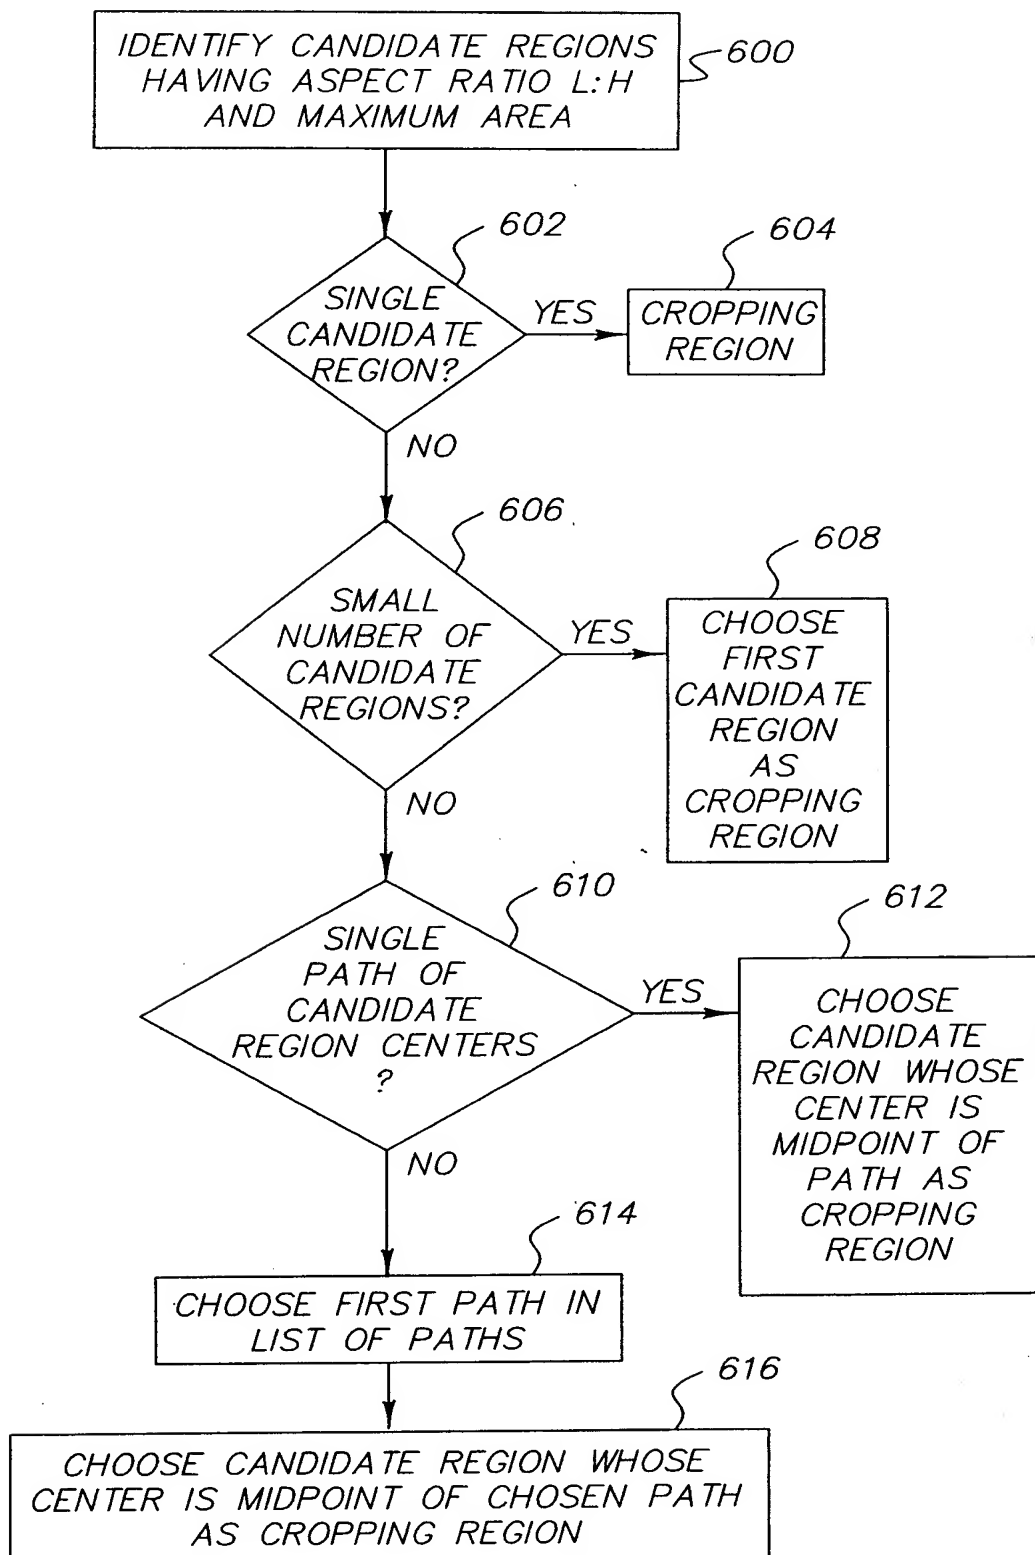 IDENTIFY CANDIDATE REGIONS
HAVING ASPECT RATIO L:H
AND MAXIMUM AREA
600
602
SINGLE
CANDIDATE
REGION?
YES
604
CROPPING
REGION
NO
606
SMALL
NUMBER OF
CANDIDATE
REGIONS?
YES
608
CHOOSE
FIRST
CANDIDATE
REGION
AS
CROPPING
REGION
NO
610
SINGLE
PATH OF
CANDIDATE
REGION CENTERS
?
YES
612
CHOOSE
CANDIDATE
REGION WHOSE
CENTER IS
MIDPOINT OF
PATH AS
CROPPING
REGION
NO
614
CHOOSE FIRST PATH IN
LIST OF PATHS
616
CHOOSE CANDIDATE REGION WHOSE
CENTER IS MIDPOINT OF CHOSEN PATH
AS CROPPING REGION